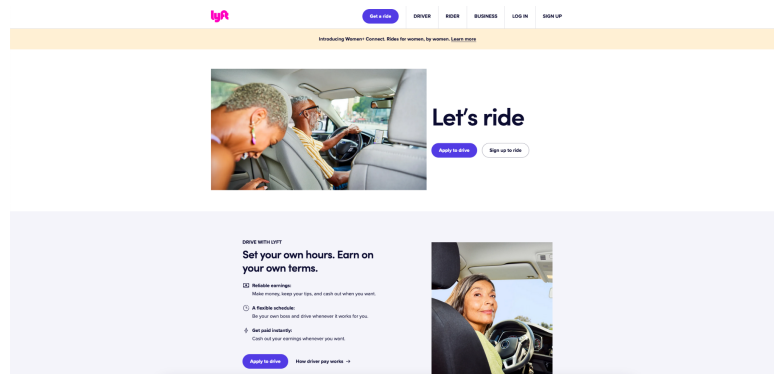 lyft
Get a ride
DRIVER
RIDER
BUSINESS
LOG IN
SIGN UP
Introducing Women+ Connect. Rides for women, by women. Learn more
Let's ride
Apply to drive
Sign up to ride
DRIVE WITH LYFT
Set your own hours. Earn on
your own terms.
Reliable earnings:
Make money, keep your tips, and cash out when you want.
A flexible schedule:
Be your own boss and drive whenever it works for you.
Get paid instantly:
Cash out your earnings whenever you want.
Apply to drive
How driver pay works →